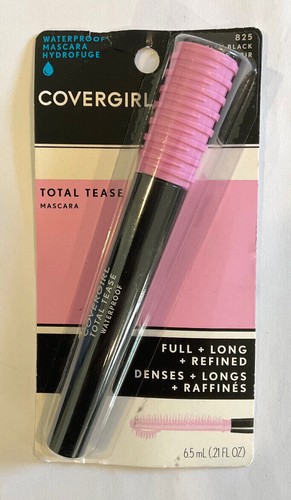 WATERPROOF
MASCARA
HYDROFUGE
825
BLACK
COVERGIRL
TOTAL TEASE
MASCARA
COVERGIRL
TOTAL TEASE
WATERPROOF
FULL + LONG
+ REFINED
DENSES + LONGS
+ RAFFINÉS
6.5 mL (.21 FL OZ)